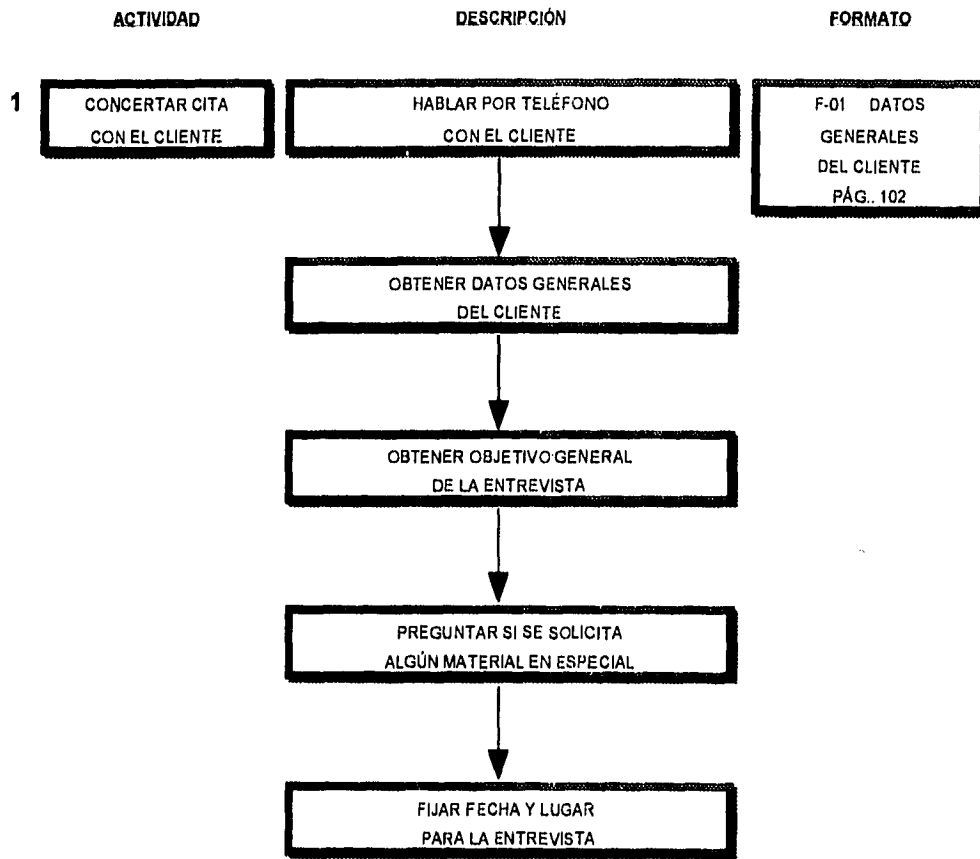 ACTIVIDAD
DESCRIPCIÓN
FORMATO
1
CONCERTAR CITA
CON EL CLIENTE
HABLAR POR TELÉFONO
CON EL CLIENTE
F-01 DATOS
GENERALES
DEL CLIENTE
PÁG.. 102
OBTENER DATOS GENERALES
DEL CLIENTE
OBTENER OBJETIVO GENERAL
DE LA ENTREVISTA
PREGUNTAR SI SE SOLICITA
ALGÚN MATERIAL EN ESPECIAL
FIJAR FECHA Y LUGAR
PARA LA ENTREVISTA